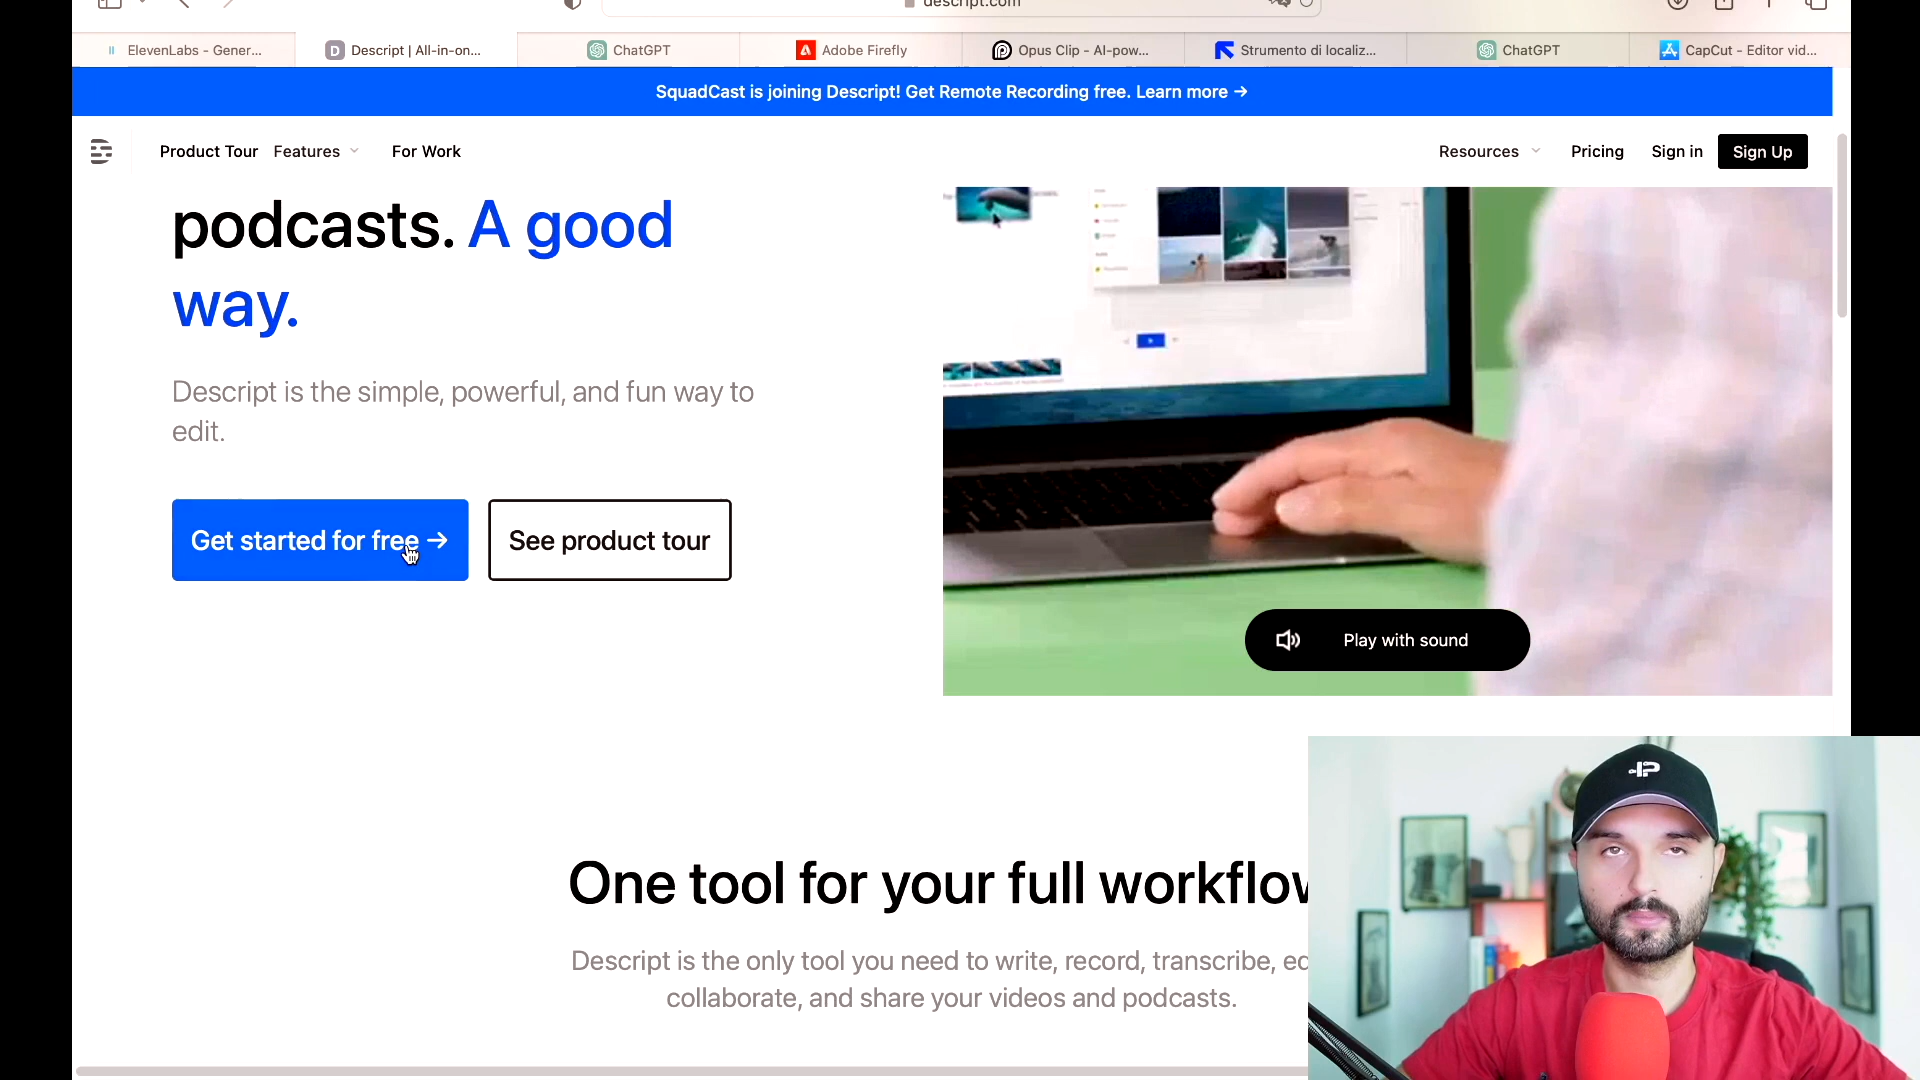 descript.com
ElevenLabs - Gener...
Descript | All-in-on...
ChatGPT
Adobe Firefly
Opus Clip - AI-pow...
Strumento di localiz...
ChatGPT
CapCut - Editor vid...
SquadCast is joining Descript! Get Remote Recording free. Learn more →
Product Tour
Features
For Work
Resources
Pricing
Sign in
Sign Up
podcasts. A good
way.
Descript is the simple, powerful, and fun way to
edit.
Get started for free →
See product tour
Play with sound
One tool for your full workflow
Descript is the only tool you need to write, record, transcribe, ed
collaborate, and share your videos and podcasts.